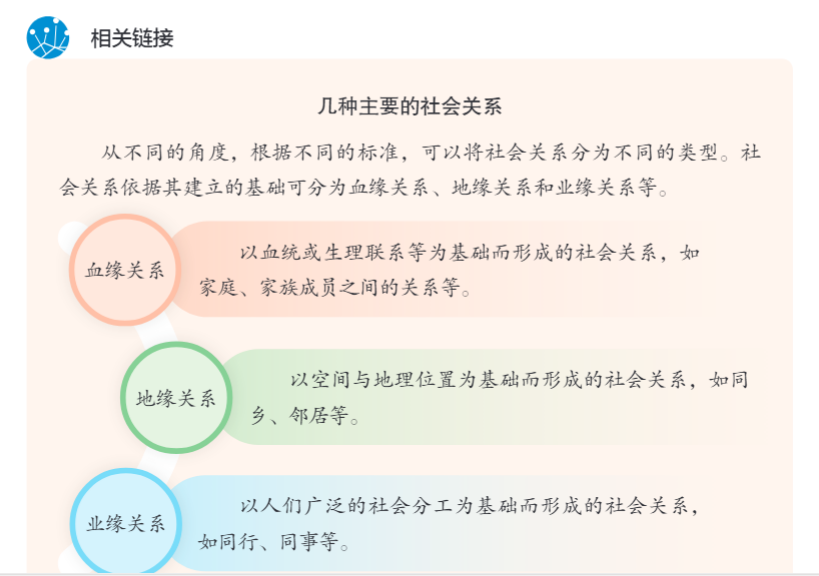 相关链接
几种主要的社会关系
从不同的角度，根据不同的标准，可以将社会关系分为不同的类型。社
会关系依据其建立的基础可分为血缘关系、地缘关系和业缘关系等。
血缘关系
以血统或生理联系等为基础而形成的社会关系，如
家庭、家族成员之间的关系等。
地缘关系
以空间与地理位置为基础而形成的社会关系，如同
乡、邻居等。
业缘关系
以人们广泛的社会分工为基础而形成的社会关系，
如同行、同事等。